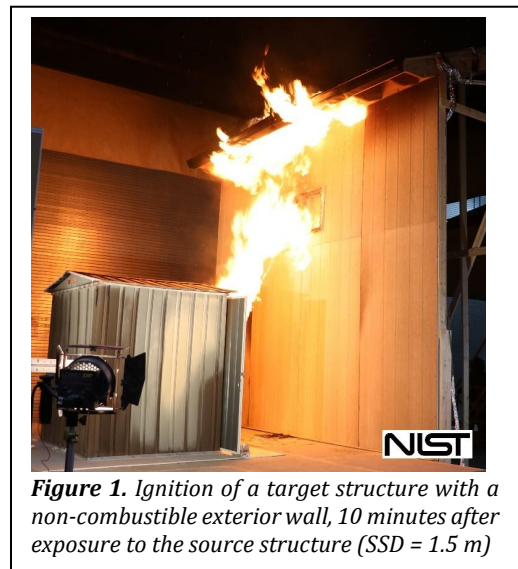 NIST
Figure 1. Ignition of a target structure with a
non-combustible exterior wall, 10 minutes after
exposure to the source structure (SSD = 1.5 m)